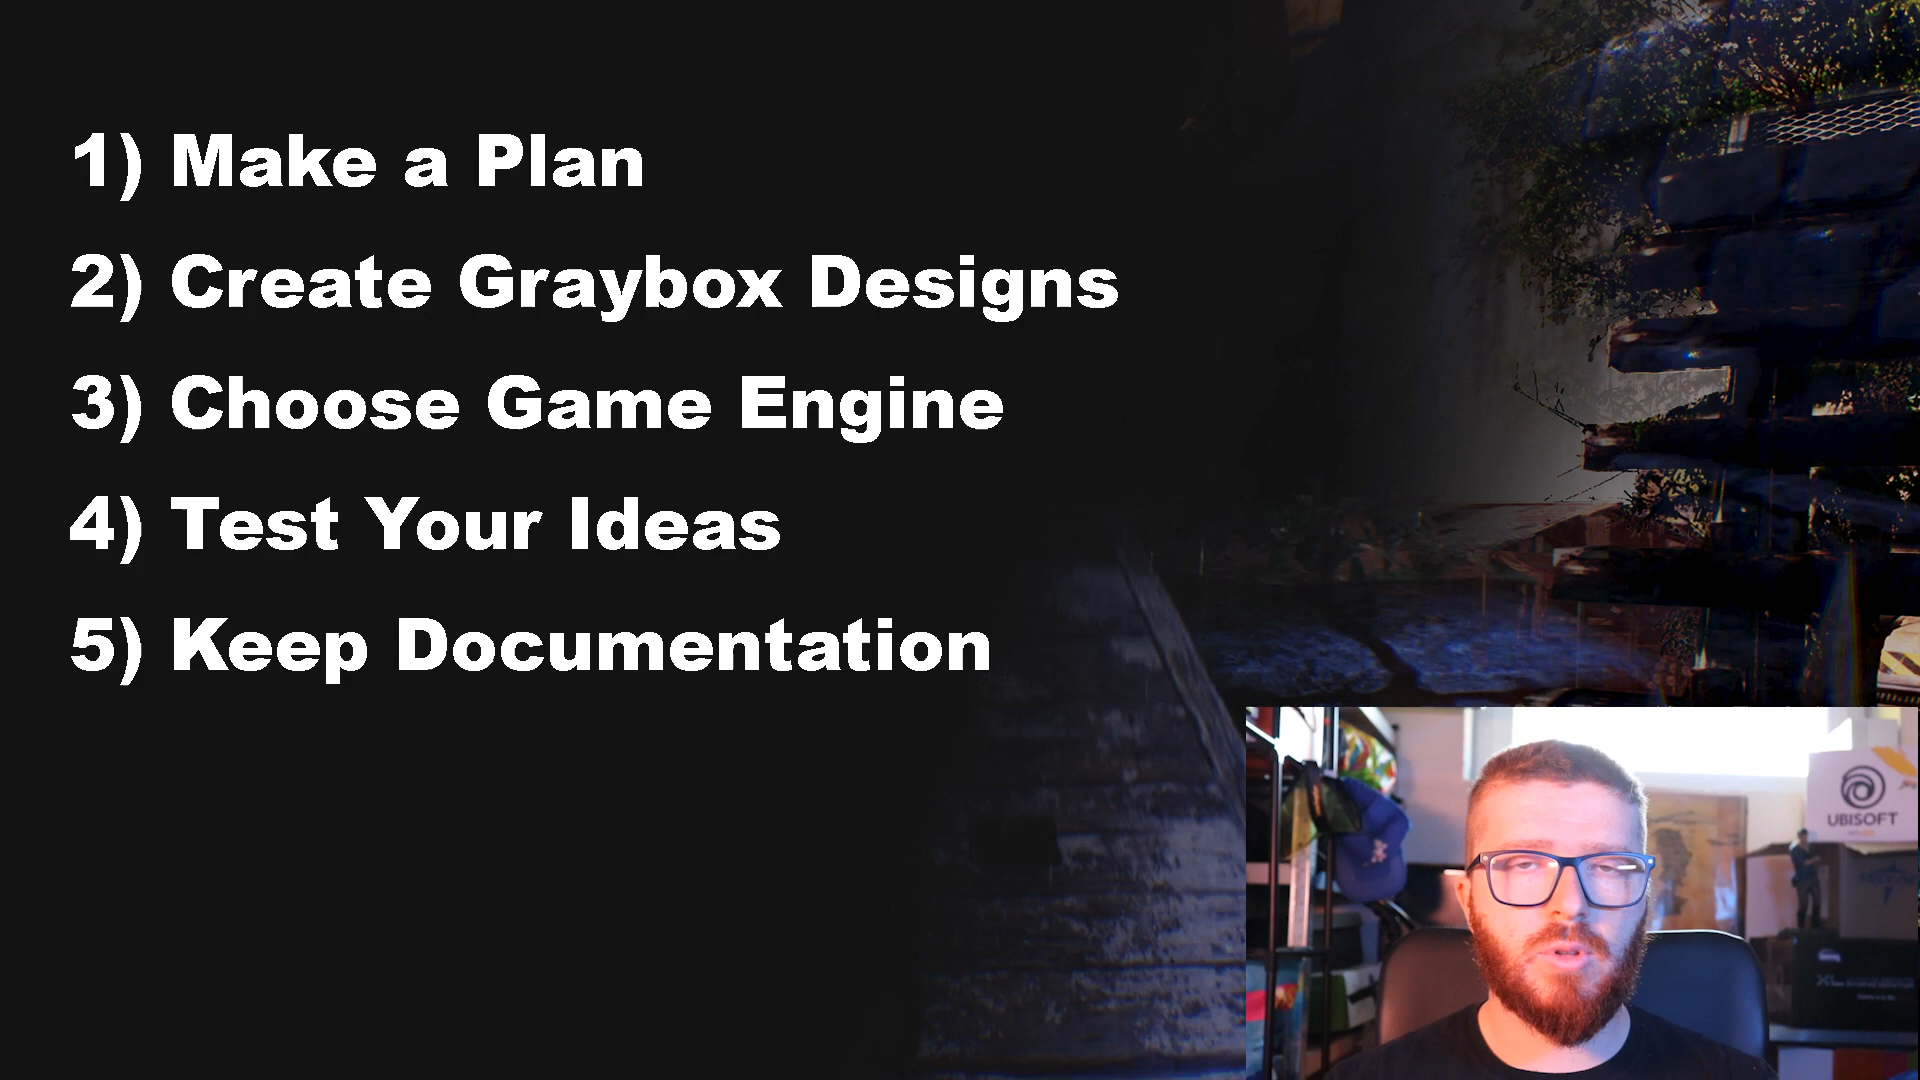 1) Make a Plan
2) Create Graybox Designs
3) Choose Game Engine
4) Test Your Ideas
5) Keep Documentation
UBISOFT
XL